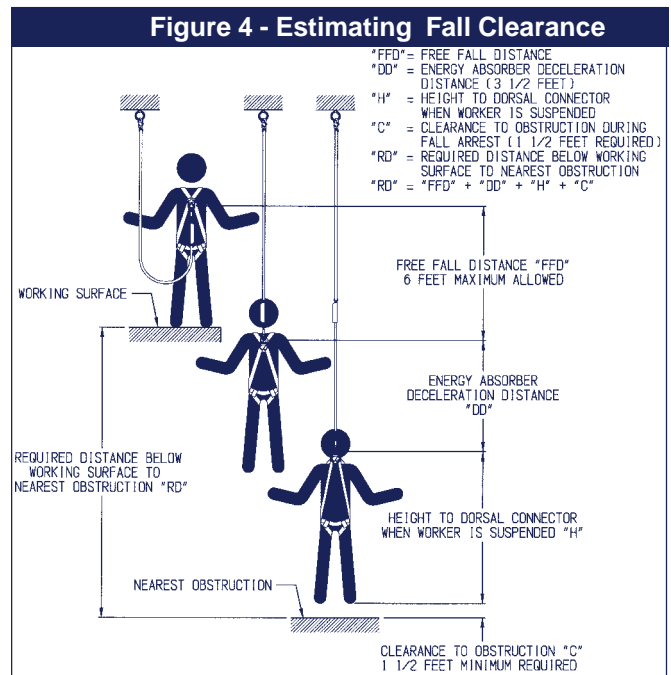 Figure 4 - Estimating Fall Clearance
"FFD"= FREE FALL DISTANCE
"DD" = ENERGY ABSORBER DECELERATION
DISTANCE (3 1/2 FEET)
"H" = HEIGHT TO DORSAL CONNECTOR
WHEN WORKER IS SUSPENDED
"C" = CLEARANCE TO OBSTRUCTION DURING
FALL ARREST (1 1/2 FEET REQUIRED)
"RD" = REQUIRED DISTANCE BELOW WORKING
SURFACE TO NEAREST OBSTRUCTION
"RD" = "FFD" + "DD" + "H" + "C"
FREE FALL DISTANCE "FFD"
6 FEET MAXIMUM ALLOWED
WORKING SURFACE
ENERGY ABSORBER
DECELERATION DISTANCE
"DD"
REQUIRED DISTANCE BELOW
WORKING SURFACE TO
NEAREST OBSTRUCTION "RD"
HEIGHT TO DORSAL CONNECTOR
WHEN WORKER IS SUSPENDED "H"
NEAREST OBSTRUCTION
CLEARANCE TO OBSTRUCTION "C"
1 1/2 FEET MINIMUM REQUIRED